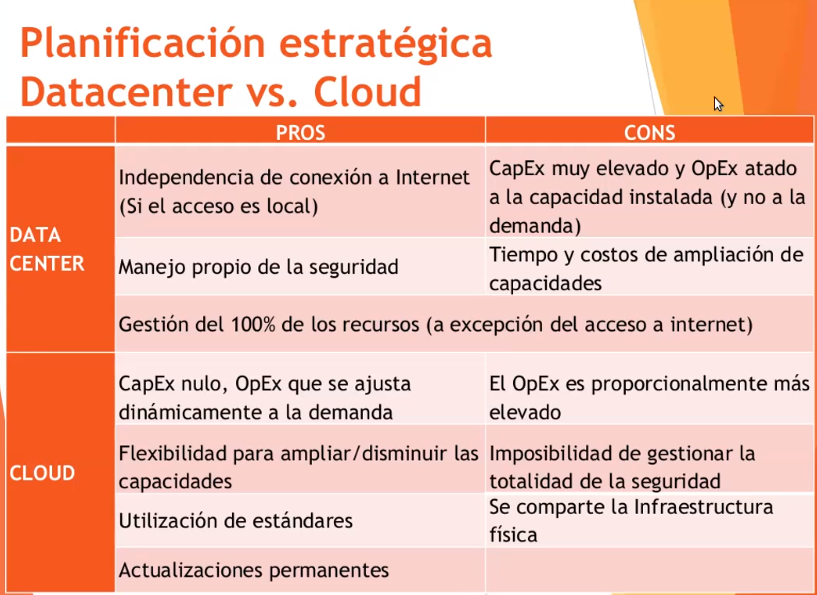 Planificación estratégica
Datacenter vs. Cloud
PROS
CONS
DATA
CENTER
Independencia de conexión a Internet
(Si el acceso es local)
CapEx muy elevado y OpEx atado
a la capacidad instalada (y no a la
demanda)
Manejo propio de la seguridad
Tiempo y costos de ampliación de
capacidades
Gestión del 100% de los recursos (a excepción del acceso a internet)
CLOUD
CapEx nulo, OpEx que se ajusta
dinámicamente a la demanda
El OpEx es proporcionalmente más
elevado
Flexibilidad para ampliar/disminuir las
capacidades
Imposibilidad de gestionar la
totalidad de la seguridad
Utilización de estándares
Se comparte la Infraestructura
física
Actualizaciones permanentes